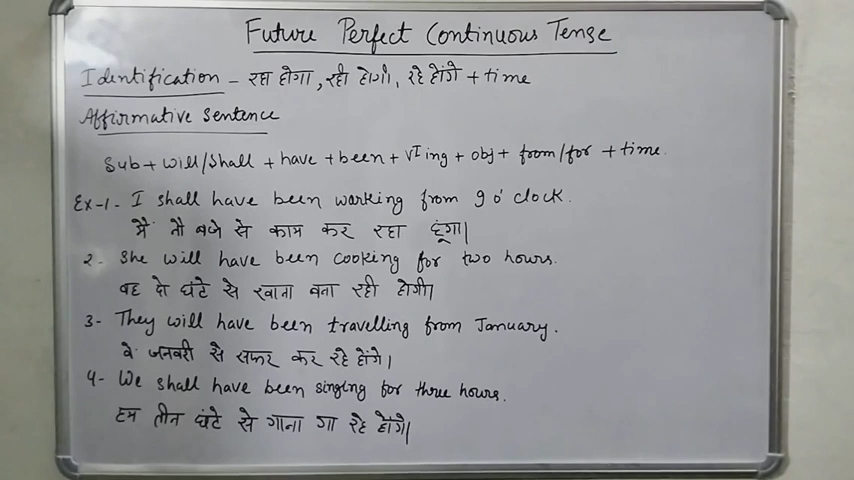 Future Perfect Continuous Tense
Identification - रहा होगा, रही होगी, रहे होंगे + time
Affirmative Sentence
Sub + will/shall + have + been + VI ing + obj + from/for + time.
Ex-1- I shall have been working from 9 o' clock.
मैं नौ बजे से काम कर रहा हूंगा|
2- She will have been cooking for two hours.
वह दो घंटे से खाना बना रही होगी|
3- They will have been travelling from January.
वे जनवरी से सफर कर रहे होंगे|
4- We shall have been singing for three hours.
हम तीन घंटे से गाना गा रहे होंगे|